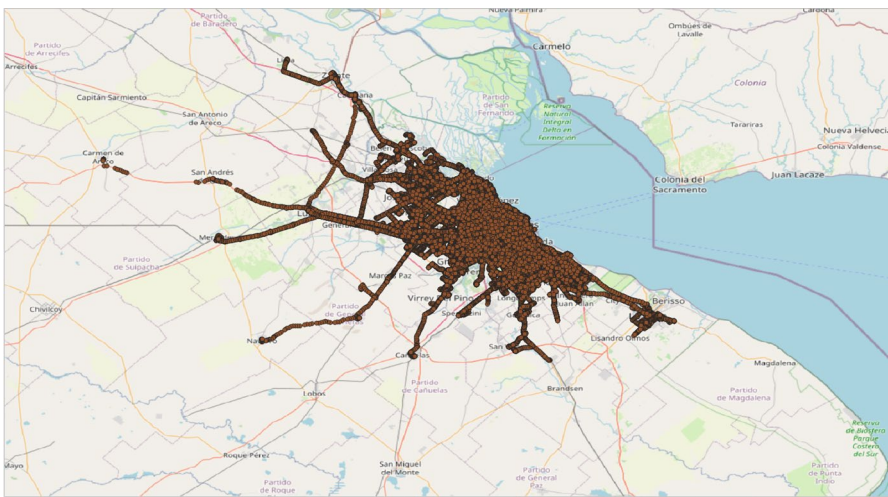 Nueva Palmira
Cardona
Partido
de Baradero
Ombúes de
Lavalle
Carmelo
Partido
de Arrecifes
Arrecifes
Colonia
Capitán Sarmiento
Partido
de San
Fernando
Reserva
Natural
Integral
Delta en
Formación
San Antonio
de Areco
Tarariras
Nueva Helvecia
Colonia Valdense
Carmen de
Areco
San Andrés
Juan Lacaze
Colonia del
Sacramento
General
Partido
de Suipacha
Chivilcoy
Partido
de General
Virrey Del Pino
Berisso
Lisandro Olmos
Magdalena
Brandsen
Lobos
Partido
de Cañuelas
Partido
de Magdalena
Reserva
de Biosfera
Parque
Costero
del Sur
Roque Pérez
San Miguel
del Monte
Partido
de General
Paz
Partido
de Punta
Indio
Partido
de Roque
Mayo